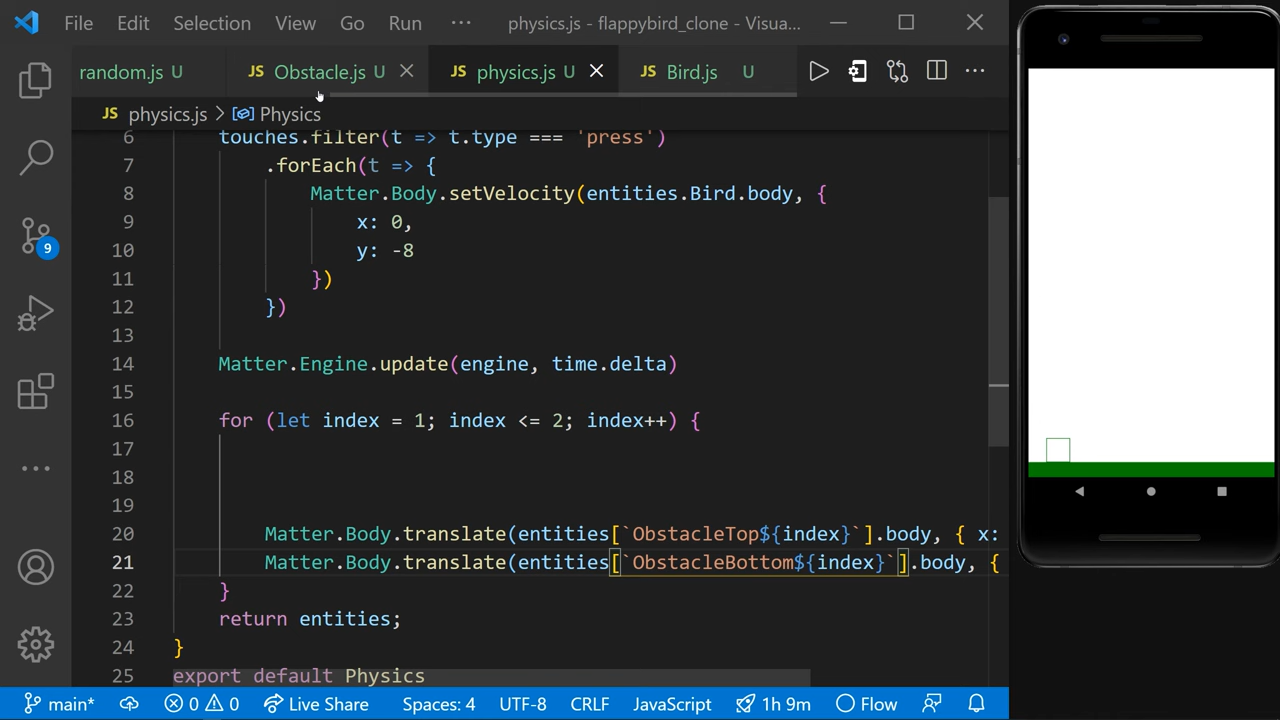 File Edit Selection View Go Run ··· physics.js - flappybird_clone - Visua...
random.js U JS Obstacle.js U JS physics.js U JS Bird.js U
JS physics.js > Physics
6 touches.filter(t => t.type === 'press')
7 .forEach(t => {
8 Matter.Body.setVelocity(entities.Bird.body, {
9 x: 0,
10 y: -8
11 })
12 })
13
14 Matter.Engine.update(engine, time.delta)
15
16 for (let index = 1; index <= 2; index++) {
17
18
19
20 Matter.Body.translate(entities[`ObstacleTop${index}`].body, { x:
21 Matter.Body.translate(entities[`ObstacleBottom${index}`].body, {
22 }
23 return entities;
24 }
25 export default Physics
9
main* 0 0 Live Share Spaces: 4 UTF-8 CRLF JavaScript 1h 9m Flow